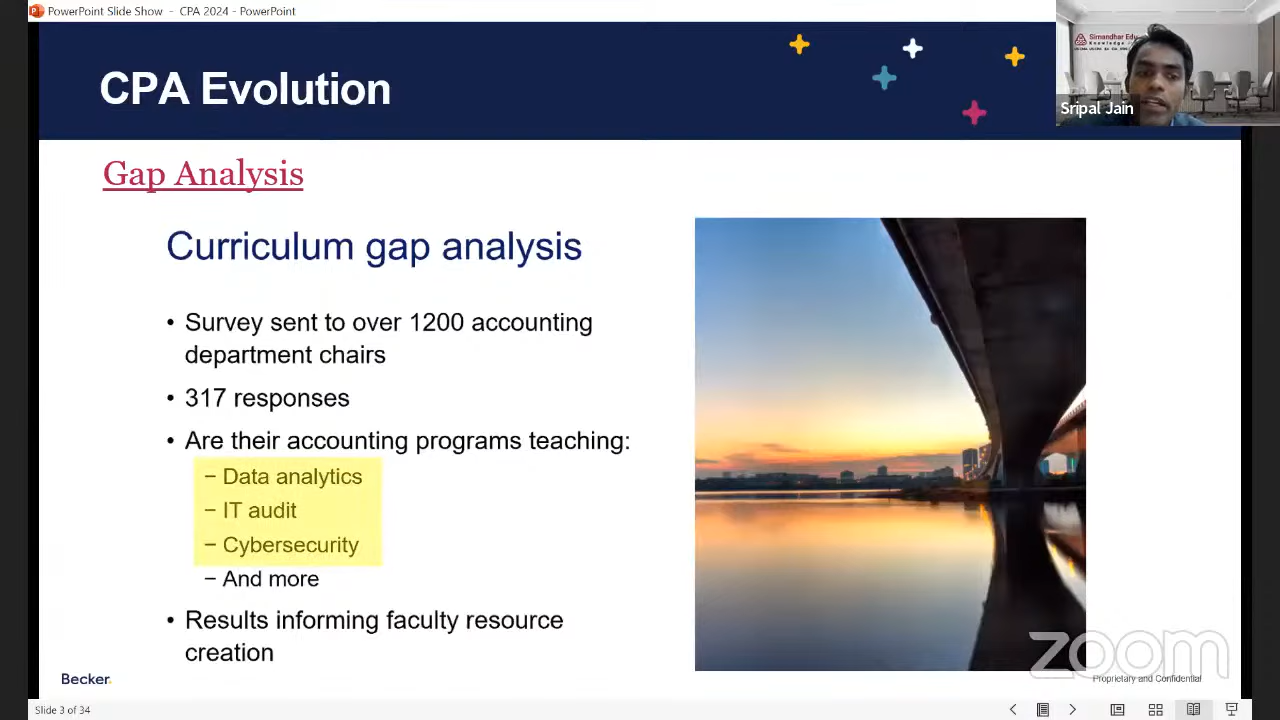 PowerPoint Slide Show - CPA 2024 - PowerPoint
CPA Evolution
Sripal Jain
Gap Analysis
Curriculum gap analysis
• Survey sent to over 1200 accounting
department chairs
• 317 responses
• Are their accounting programs teaching:
– Data analytics
– IT audit
– Cybersecurity
– And more
• Results informing faculty resource
creation
Becker.
zoom
Proprietary and Confidential
Slide 3 of 34